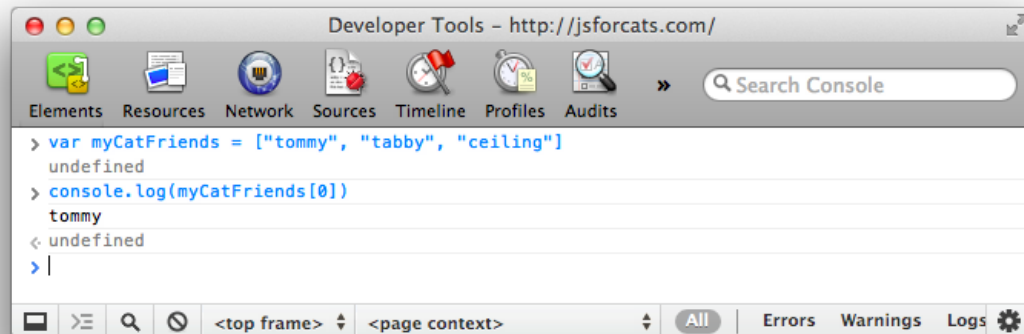 Developer Tools – http://jsforcats.com/
Elements Resources Network Sources Timeline Profiles Audits » Search Console
> var myCatFriends = ["tommy", "tabby", "ceiling"]
undefined
> console.log(myCatFriends[0])
tommy
undefined
>
<top frame> <page context> All Errors Warnings Logs